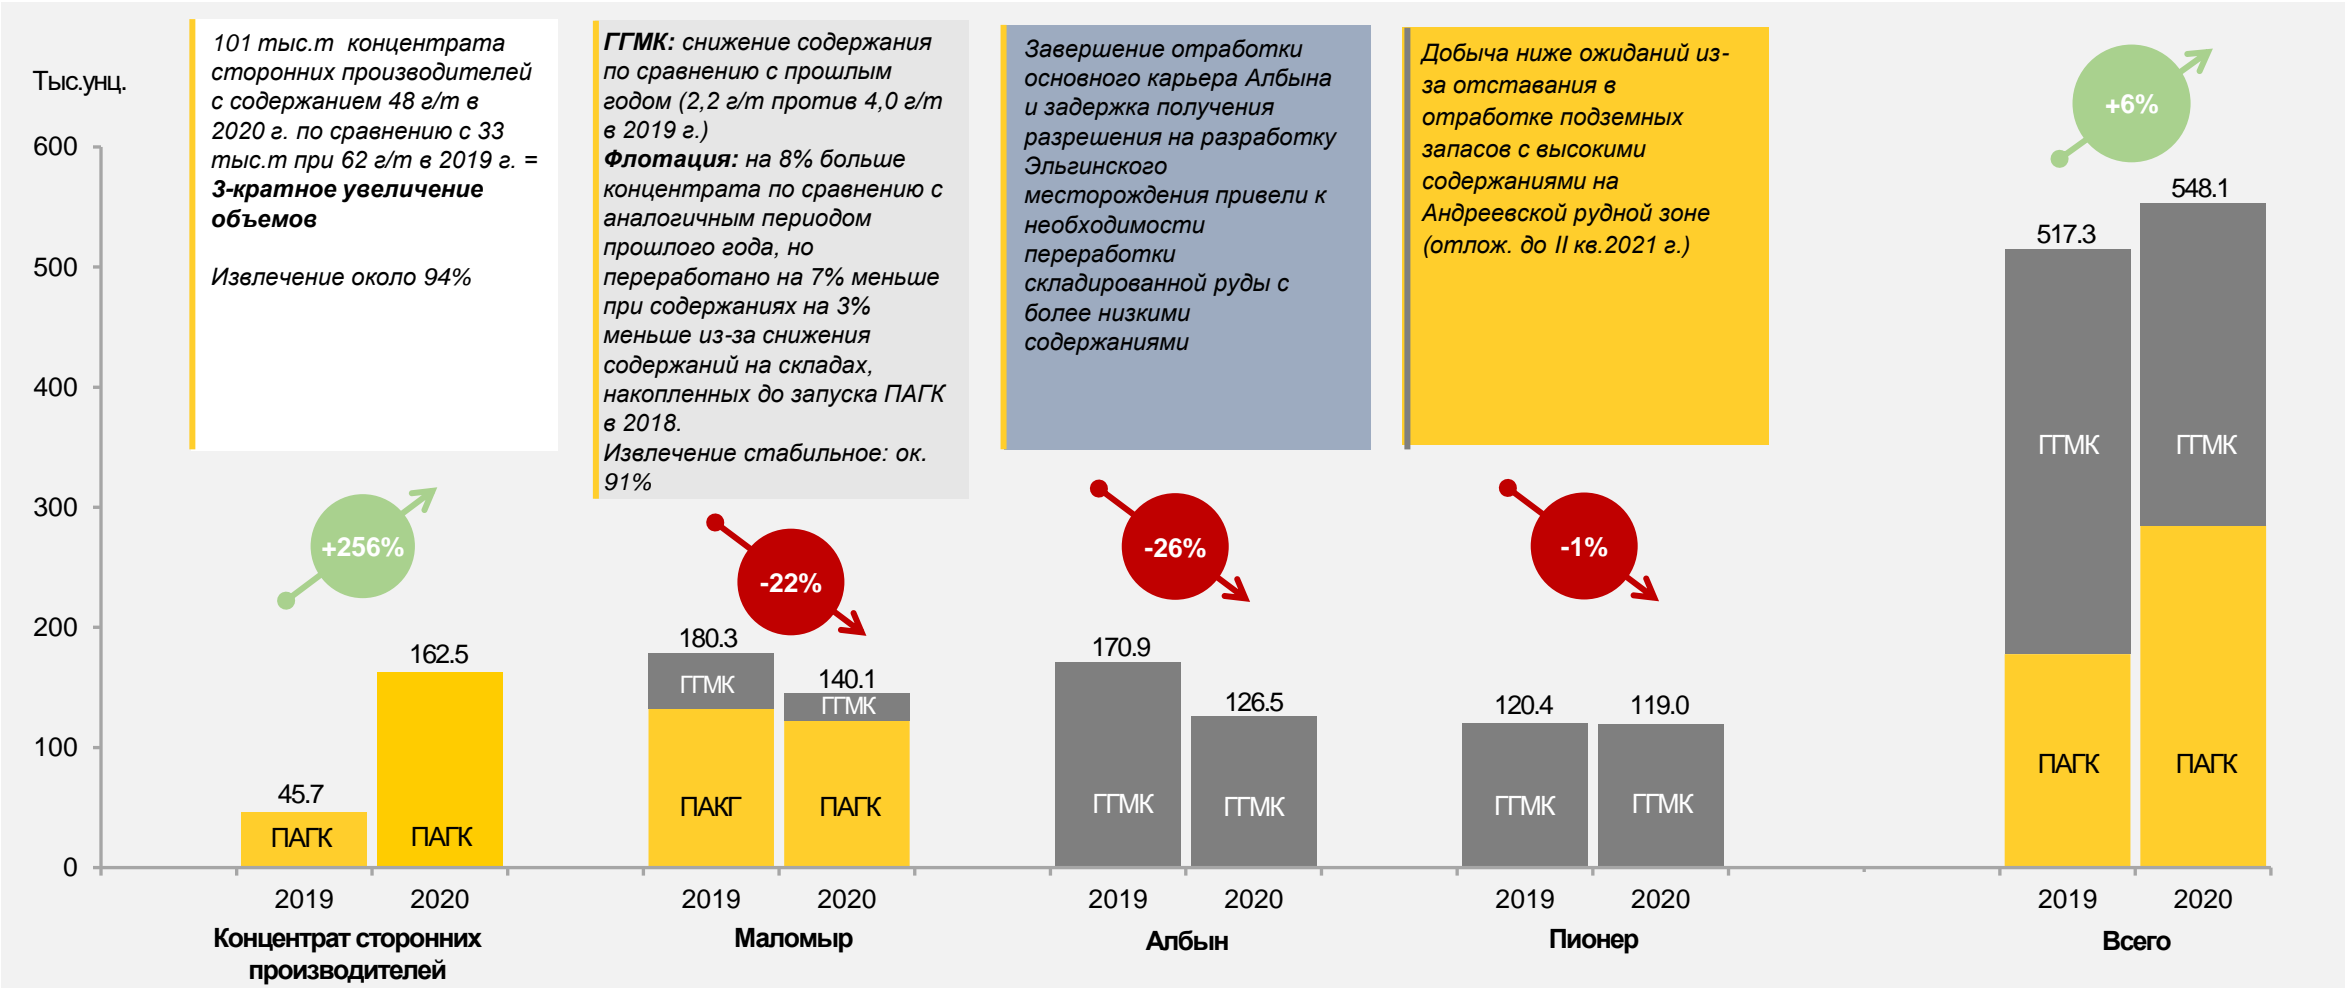 Тыс.унц.
600
500
400
300
200
100
0
101 тыс.т концентрата
сторонних производителей
с содержанием 48 г/т в
2020 г. по сравнению с 33
тыс.т при 62 г/т в 2019 г. =
3-кратное увеличение
объемов
Извлечение около 94%
ГГМК: снижение содержания
по сравнению с прошлым
годом (2,2 г/т против 4,0 г/т
в 2019 г.)
Флотация: на 8% больше
концентрата по сравнению с
аналогичным периодом
прошлого года, но
переработано на 7% меньше
при содержаниях на 3%
меньше из-за снижения
содержаний на складах,
накопленных до запуска ПАГК
в 2018.
Извлечение стабильное: ок.
91%
Завершение отработки
основного карьера Албына
и задержка получения
разрешения на разработку
Эльгинского
месторождения привели к
необходимости
переработки
складированной руды с
более низкими
содержаниями
Добыча ниже ожиданий из-
за отставания в
отработке подземных
запасов с высокими
содержаниями на
Андреевской рудной зоне
(отлож. до II кв.2021 г.)
+256%
-22%
-26%
-1%
+6%
45.7
ПАГК
162.5
ПАГК
180.3
ГГМК
ПАКГ
140.1
ГГМК
ПАГК
170.9
ГГМК
126.5
ГГМК
120.4
ГГМК
119.0
ГГМК
517.3
ГГМК
ПАГК
548.1
ГГМК
ПАГК
2019 2020
2019 2020
2019 2020
2019 2020
2019 2020
Концентрат сторонних
производителей
Маломыр
Албын
Пионер
Всего